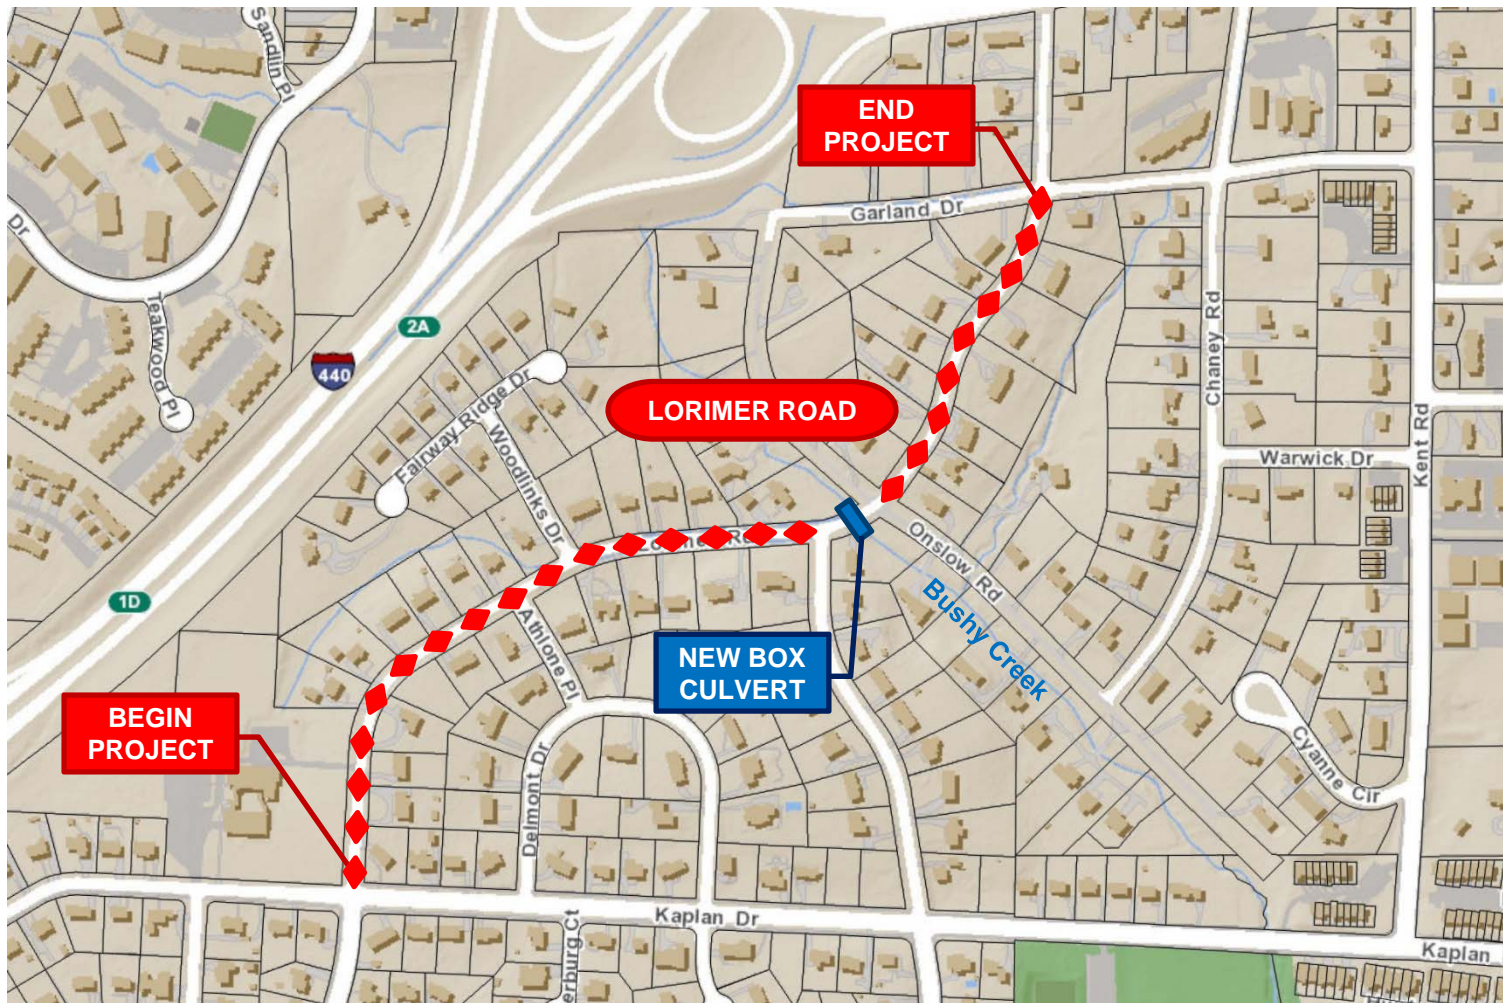 Sandlin Pl
END
PROJECT
Garland Dr
Dr
Teakwood Pl
2A
440
Chaney Rd
Fairway Ridge Dr
LORIMER ROAD
Woodlinks Dr
Warwick Dr
Kent Rd
Onslow Rd
1D
Athlone Pl
Bushy Creek
NEW BOX
CULVERT
BEGIN
PROJECT
Delmont Dr
Cyanne Cir
Kaplan Dr
erburg Ct
Kaplan